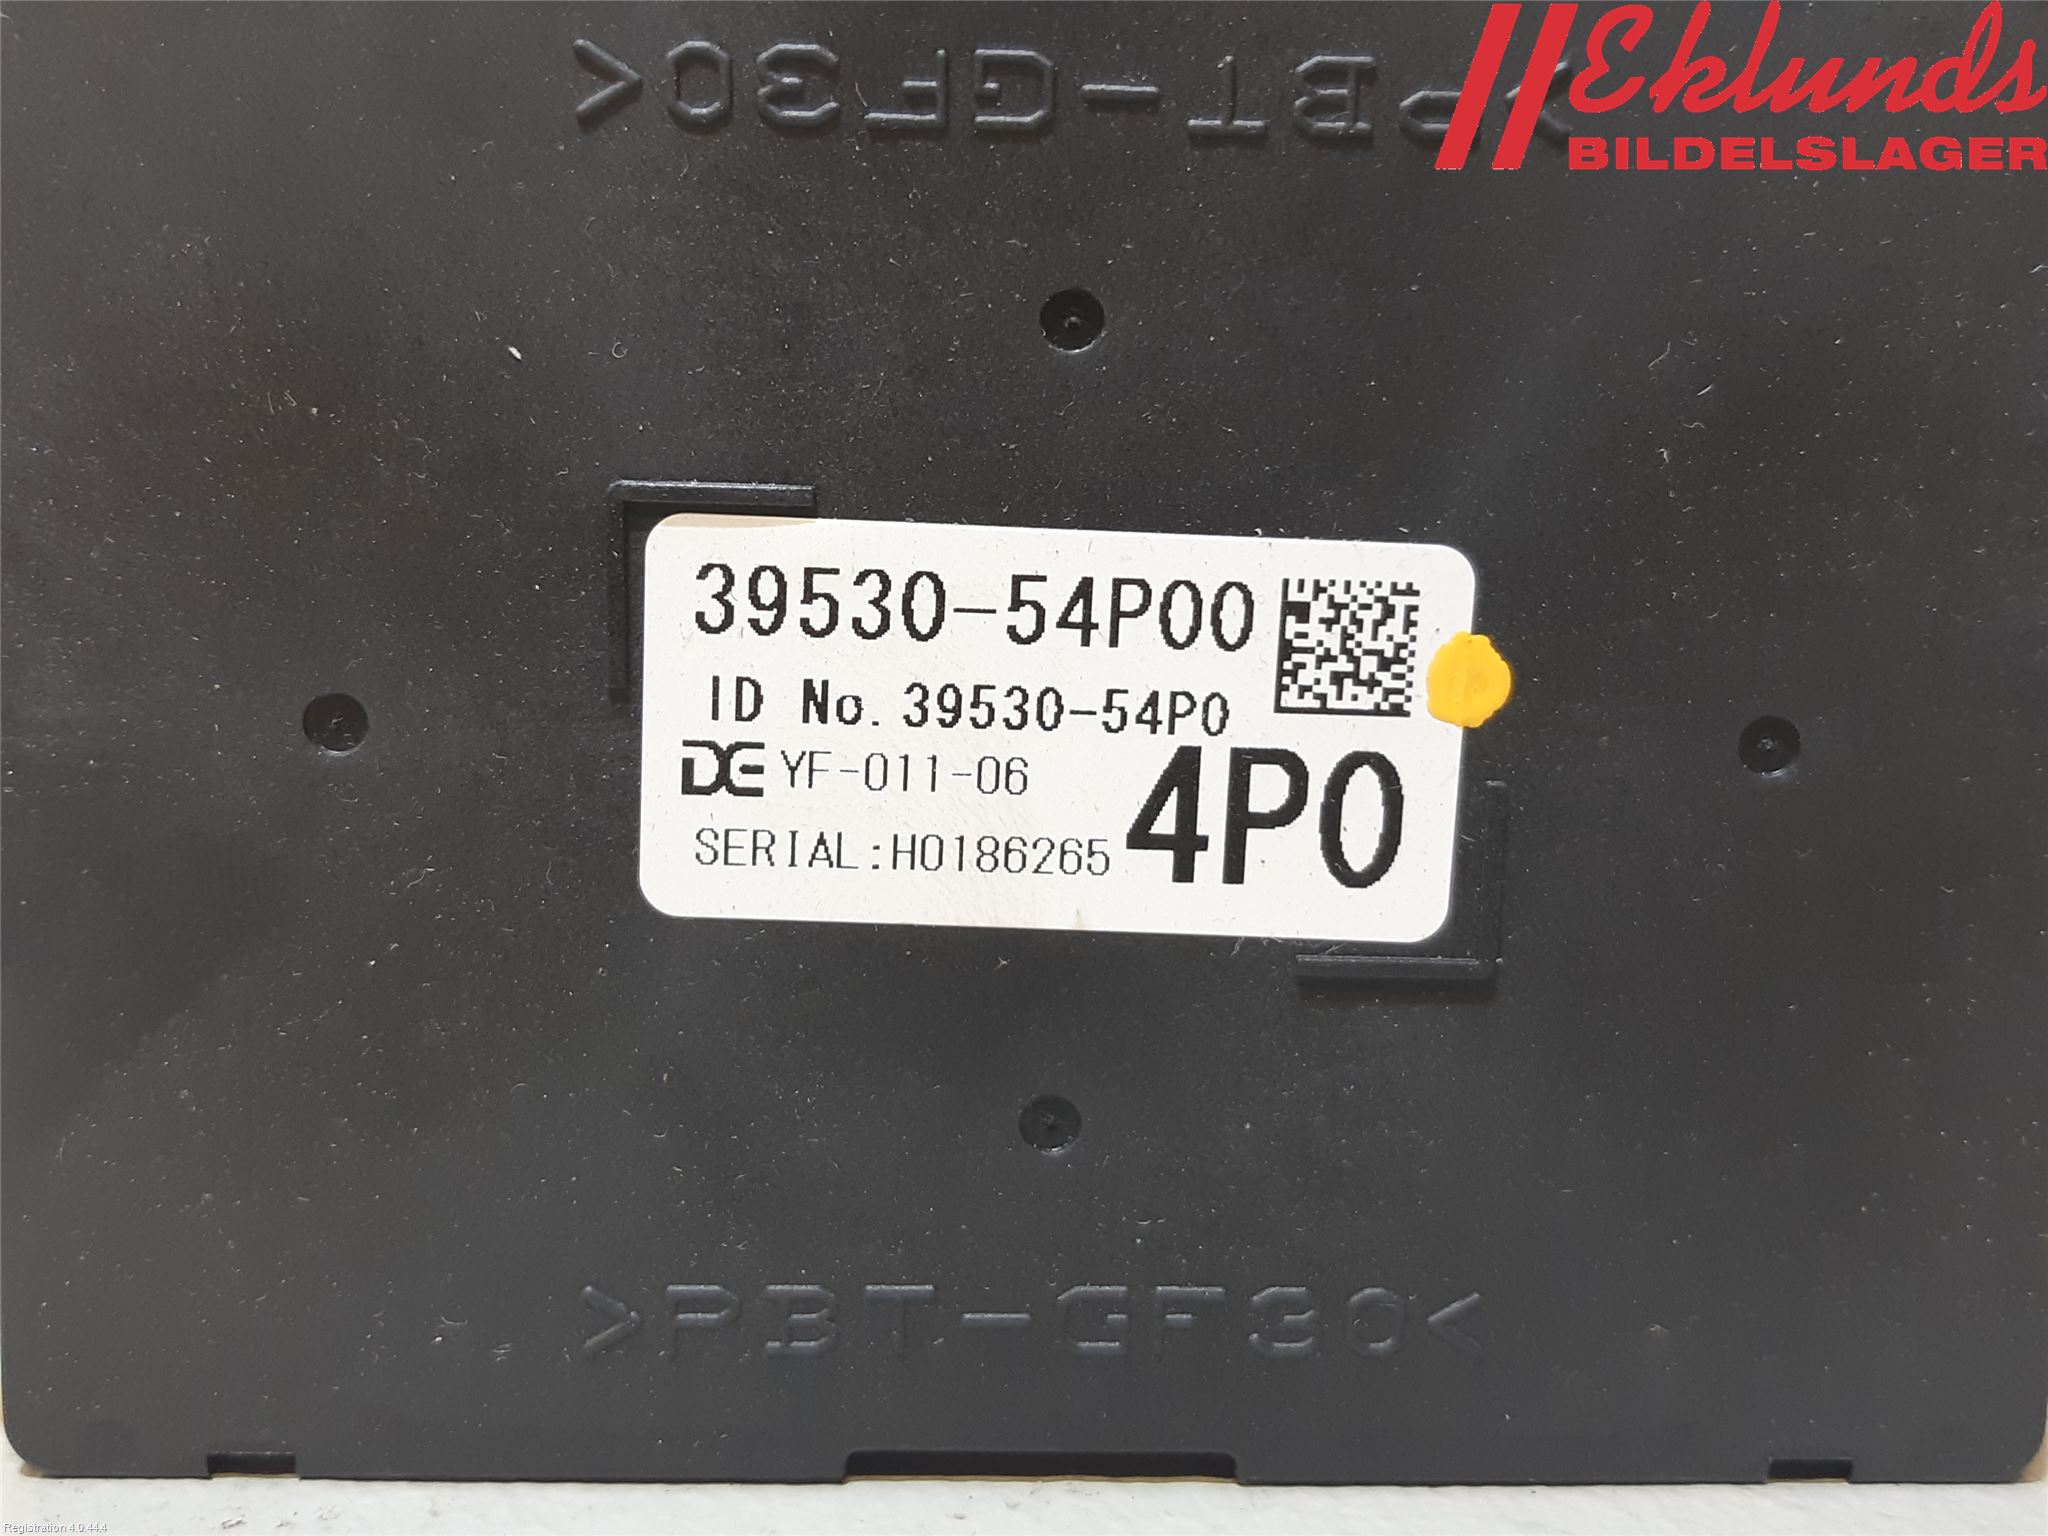 >PBT-GF30<
Eklunds
BILDELSLAGER
39530-54P00
ID No. 39530-54P0
DE YF-011-06
4P0
SERIAL:H0186265
>PBT-GF30<
Registration 4.0.44.4